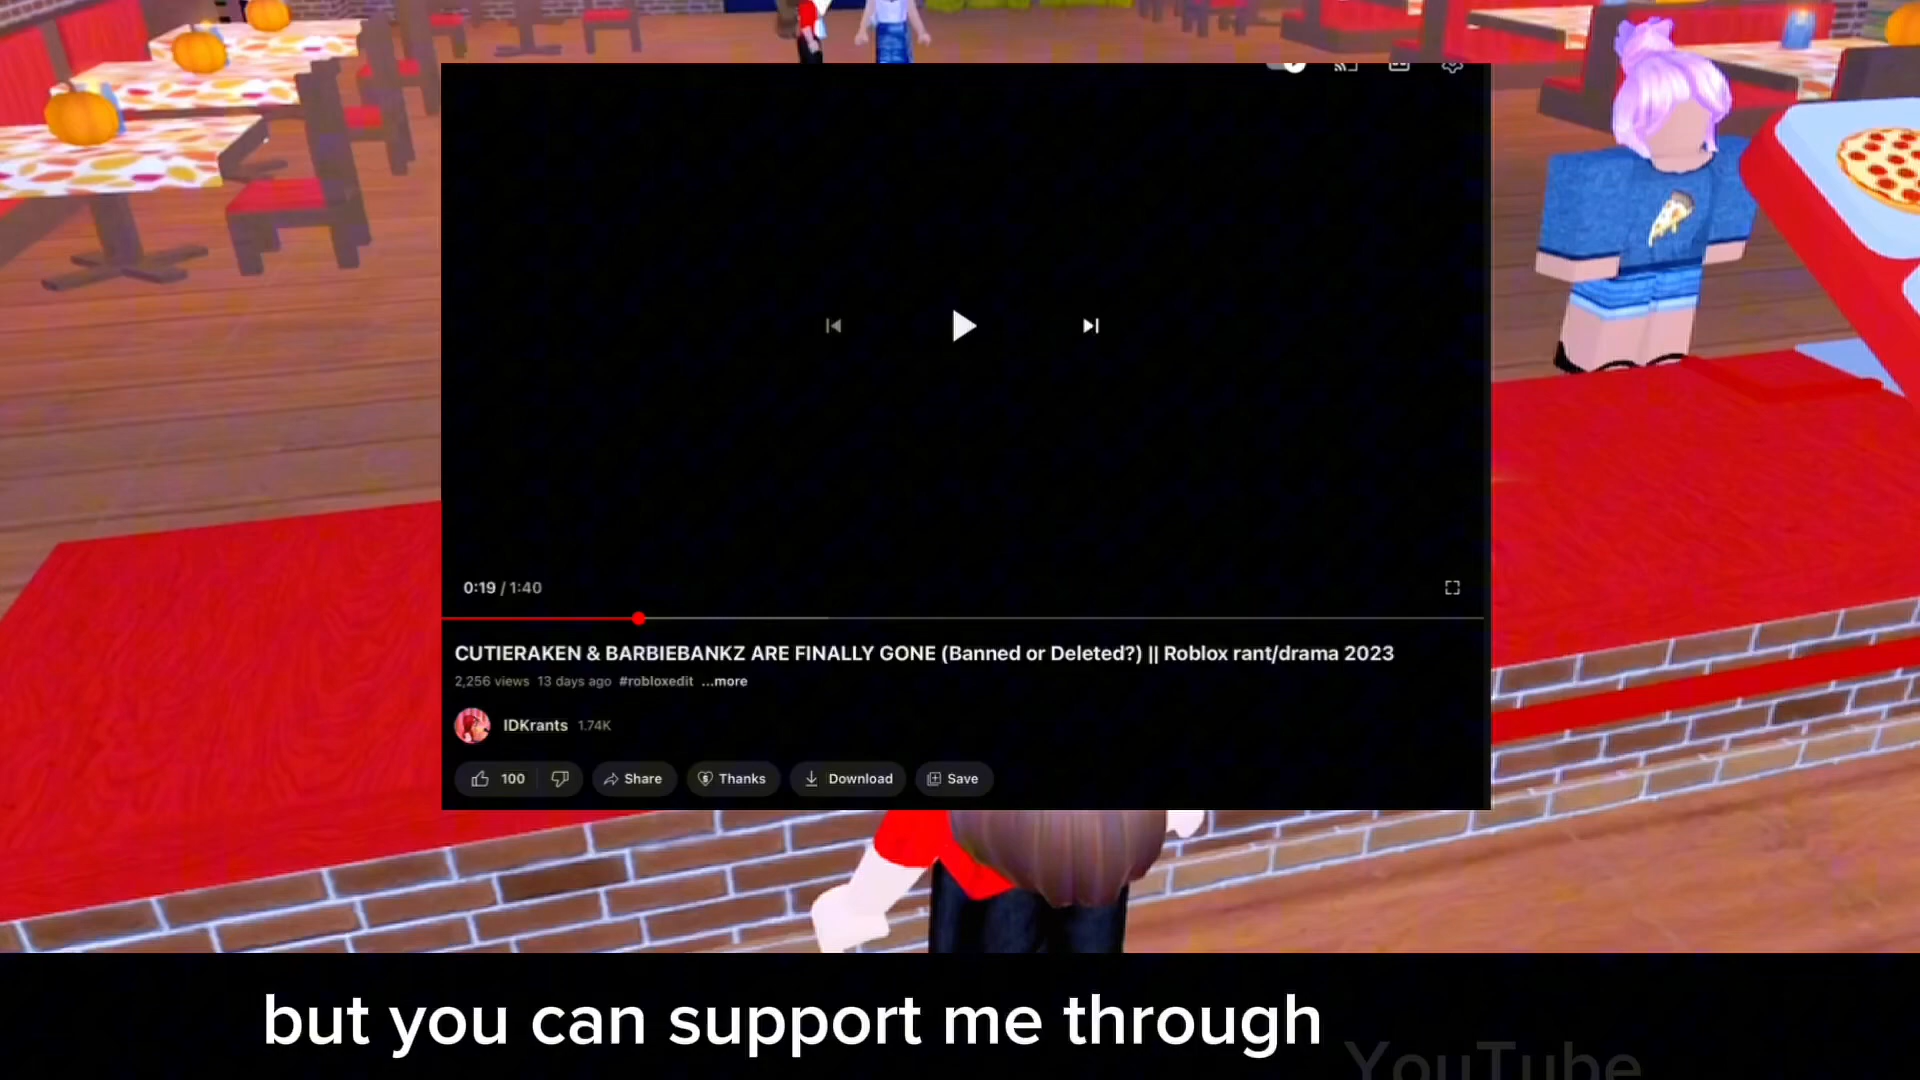 0:19 / 1:40
CUTIERAKEN & BARBIEBANKZ ARE FINALLY GONE (Banned or Deleted?) || Roblox rant/drama 2023
2,256 views 13 days ago #robloxedit ...more
IDKrants 1.74K
100 Share Thanks Download Save
but you can support me through
YouTube